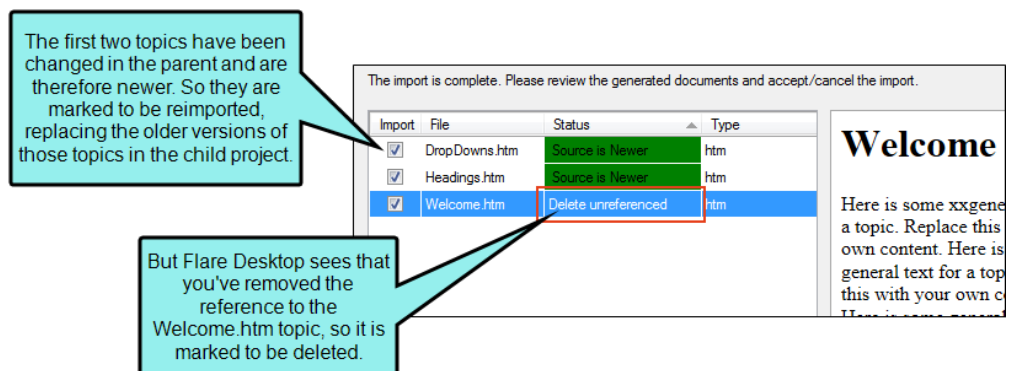 The first two topics have been
changed in the parent and are
therefore newer. So they are
marked to be reimported,
replacing the older versions of
those topics in the child project.
The import is complete. Please review the generated documents and accept/cancel the import.
Import File Status Type
DropDowns.htm Source is Newer htm
Headings.htm Source is Newer htm
Welcome.htm Delete unreferenced htm
Welcome
Here is some xxgene
a topic. Replace this
own content. Here is
general text for a top
this with your own c
Here is some general
But Flare Desktop sees that
you've removed the
reference to the
Welcome.htm topic, so it is
marked to be deleted.